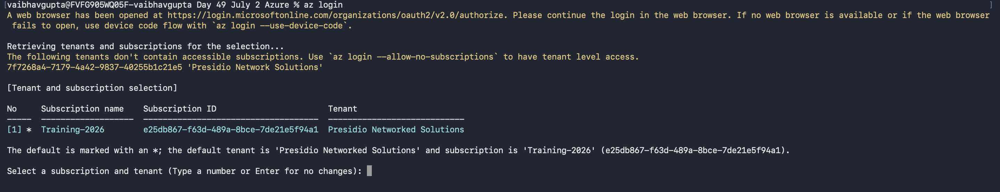 [vaibhavgupta@FVFG905WQ05F-vaibhavgupta Day 49 July 2 Azure % az login ]
A web browser has been opened at https://login.microsoftonline.com/organizations/oauth2/v2.0/authorize. Please continue the login in the web browser. If no web browser is available or if the web browser
fails to open, use device code flow with `az login --use-device-code`.
Retrieving tenants and subscriptions for the selection...
The following tenants don't contain accessible subscriptions. Use `az login --allow-no-subscriptions` to have tenant level access.
7f7268a4-7179-4a42-9837-40255b1c21e5 'Presidio Network Solutions'
[Tenant and subscription selection]
No Subscription name Subscription ID Tenant
----- ------------------- ------------------------------------ ----------------------------
[1] * Training-2026 e25db867-f63d-489a-8bce-7de21e5f94a1 Presidio Networked Solutions
The default is marked with an *; the default tenant is 'Presidio Networked Solutions' and subscription is 'Training-2026' (e25db867-f63d-489a-8bce-7de21e5f94a1).
Select a subscription and tenant (Type a number or Enter for no changes):